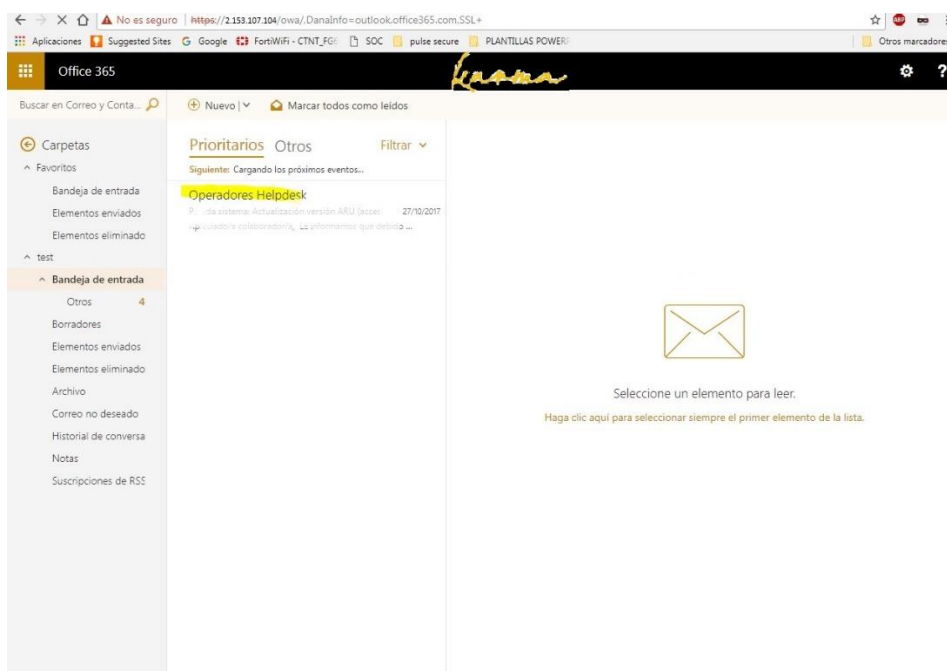 No es seguro | https://2.153.107.104/owa/,DanaInfo=outlook.office365.com,SSL+
Aplicaciones Suggested Sites Google FortiWiFi - CTNT_FG SOC pulse secure PLANTILLAS POWER
Otros marcadores
Office 365
?
Buscar en Correo y Conta...
Nuevo | Marcar todos como leídos
Carpetas
Favoritos
Bandeja de entrada
Elementos enviados
Elementos eliminado
test
Bandeja de entrada
Otros 4
Borradores
Elementos enviados
Elementos eliminado
Archivo
Correo no deseado
Historial de conversa
Notas
Suscripciones de RSS
Prioritarios Otros Filtrar
Siguiente: Cargando los próximos eventos...
Operadores Helpdesk
sistema: Actualización versión ARU (acce 27/10/2017
colaborador/a, Le informamos que debido ...
Seleccione un elemento para leer.
Haga clic aquí para seleccionar siempre el primer elemento de la lista.